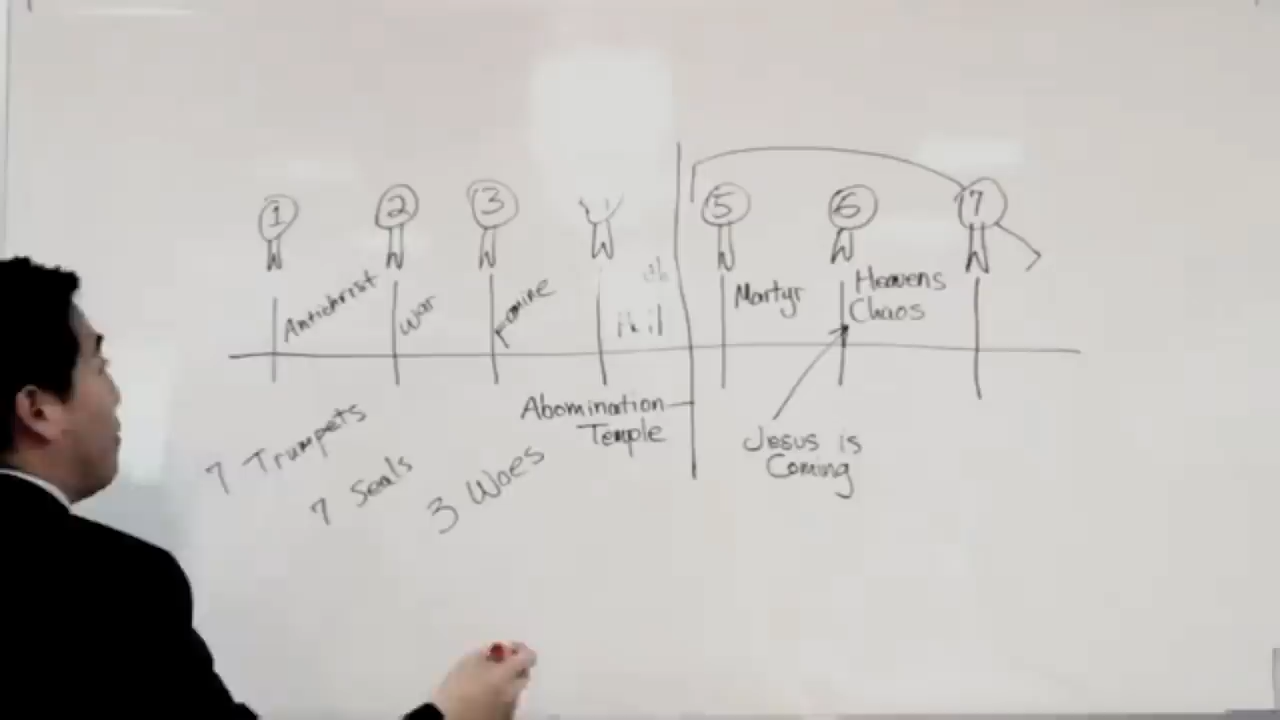 1 2 3 5 6 7
Antichrist
War
Famine
Martyr
Heavens
Chaos
Abomination
Temple
Jesus is
Coming
7 Trumpets
7 Seals
3 Woes